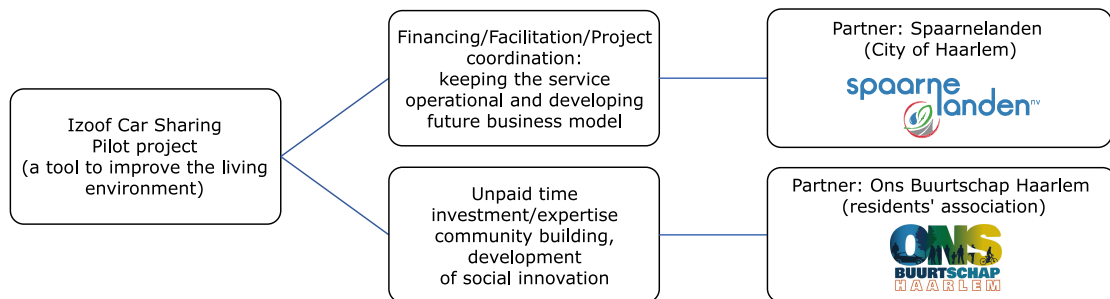 Izoof Car Sharing
Pilot project
(a tool to improve the living
environment)
Financing/Facilitation/Project
coordination:
keeping the service
operational and developing
future business model
Partner: Spaarnelanden
(City of Haarlem)
spaarne
landen nv
Unpaid time
investment/expertise
community building,
development
of social innovation
Partner: Ons Buurtschap Haarlem
(residents' association)
ONS
BUURTSCHAP
HAARLEM